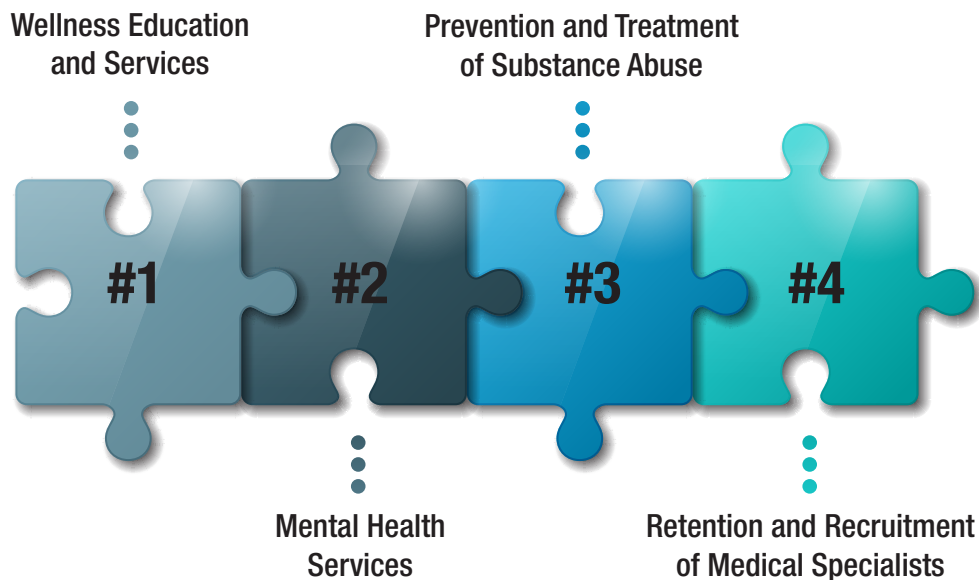 Wellness Education
and Services
Prevention and Treatment
of Substance Abuse
#1
#2
#3
#4
Mental Health
Services
Retention and Recruitment
of Medical Specialists